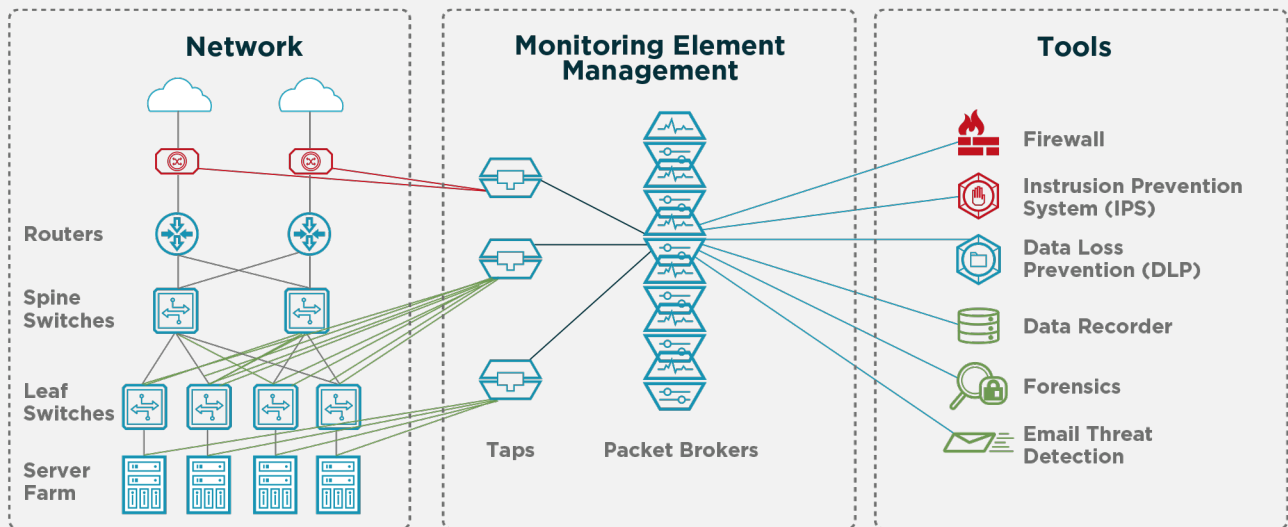 Network
Routers
Spine
Switches
Leaf
Switches
Server
Farm
Monitoring Element
Management
Taps
Packet Brokers
Tools
Firewall
Instrusion Prevention
System (IPS)
Data Loss
Prevention (DLP)
Data Recorder
Forensics
Email Threat
Detection